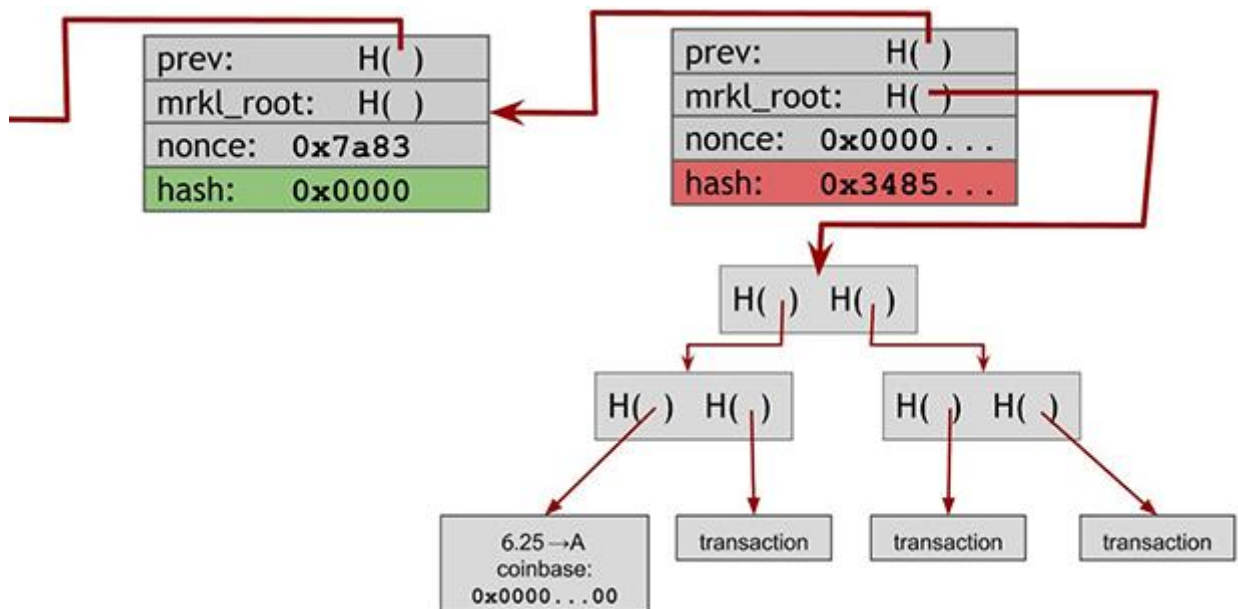 prev: H( )
mrkl_root: H( )
nonce: 0x7a83
hash: 0x0000
prev: H( )
mrkl_root: H( )
nonce: 0x0000...
hash: 0x3485...
H( ) H( )
H( ) H( )
H( ) H( )
6.25→A
coinbase:
0x0000...00
transaction
transaction
transaction